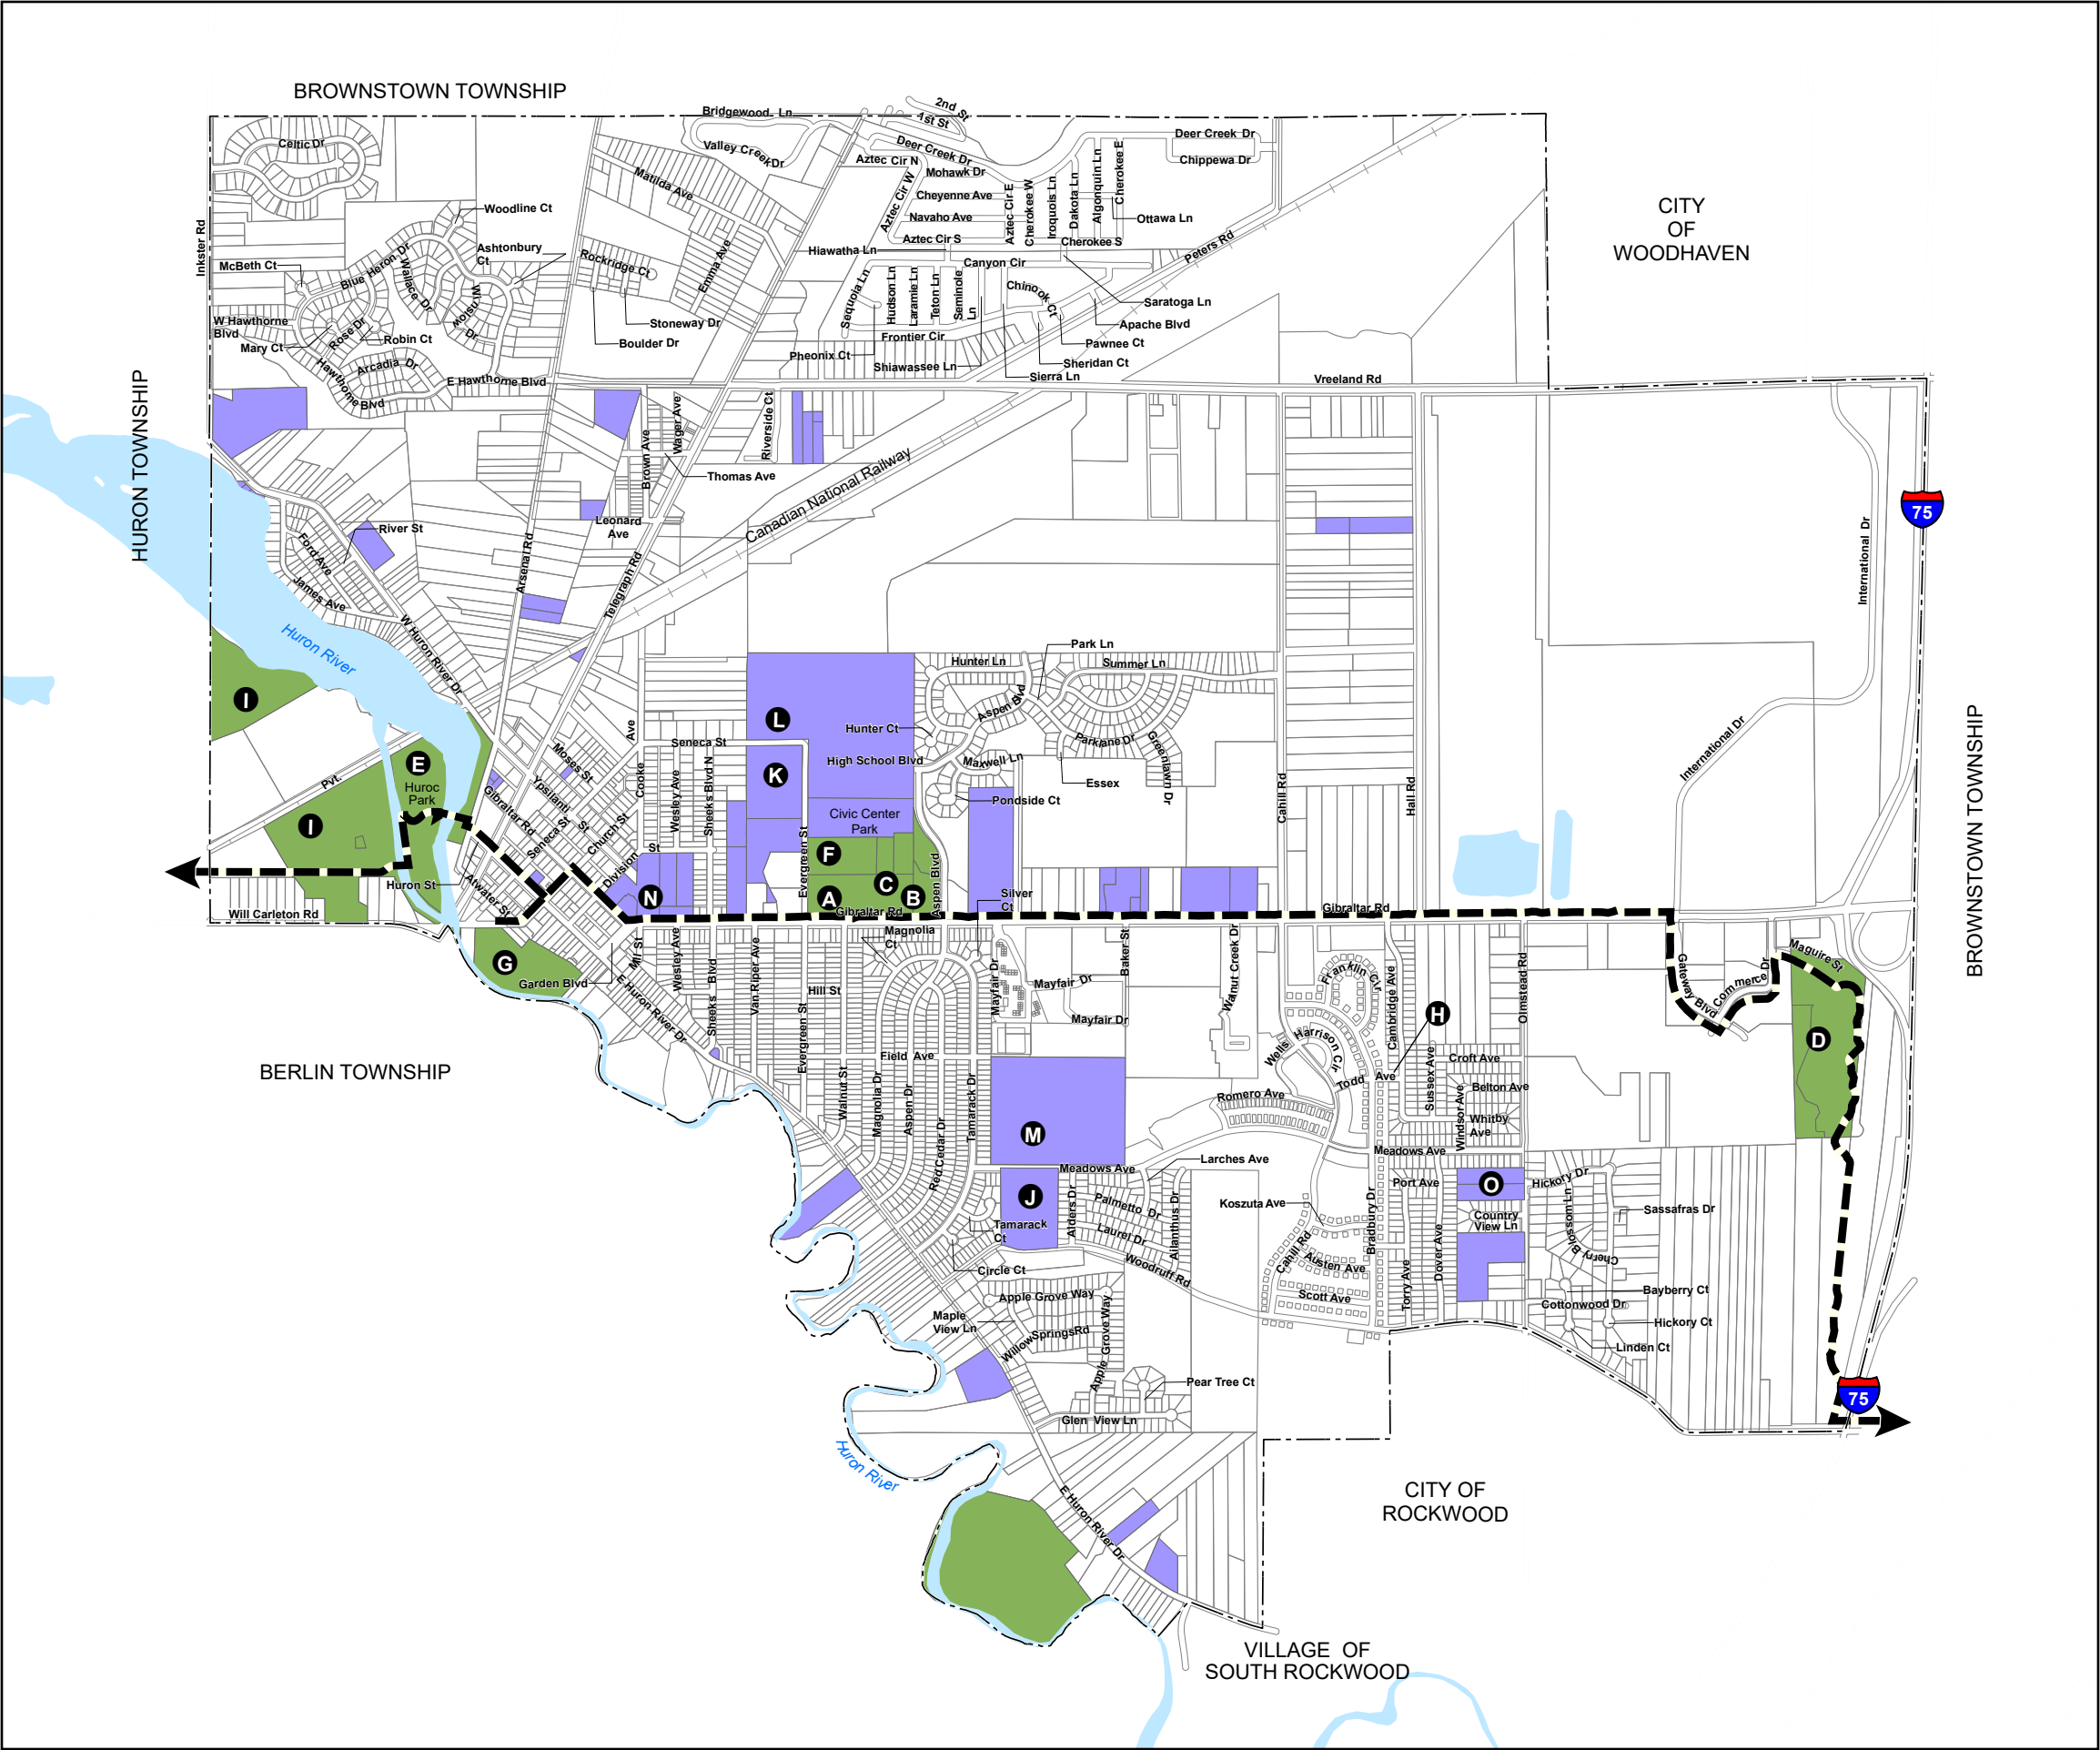 BROWNSTOWN TOWNSHIP
Bridgewood Ln
2nd St
1st St
Celtic Dr
Valley Creek Dr
Deer Creek Dr
Deer Creek Dr
Chippewa Dr
Aztec Cir N
Mohawk Dr
Matilda Ave
Aztec Cir W
Cheyenne Ave
Aztec Cir E
Cherokee W
Iroquois Ln
Dakota Ln
Algonquin Ln
Cherokee E
Navaho Ave
Ottawa Ln
Woodline Ct
Inkster Rd
Aztec Cir S
Cherokee S
CITY
OF
WOODHAVEN
Ashtonbury
Ct
Hiawatha Ln
Peters Rd
McBeth Ct
Blue Heron Dr
Wallace Dr
Rockridge Ct
Emma Ave
Canyon Cir
Winston Dr
Sequoia Ln
Hudson Ln
Laramie Ln
Teton Ln
Seminole
Ln
Chinook Ct
Saratoga Ln
W Hawthorne
Blvd
Stoneway Dr
Apache Blvd
Rose Dr
Robin Ct
Mary Ct
Boulder Dr
Frontier Cir
Pawnee Ct
Pheonix Ct
Shiawassee Ln
Sheridan Ct
Sierra Ln
Arcadia Dr
Hawthorne Blvd
E Hawthorne Blvd
Vreeland Rd
HURON TOWNSHIP
Brown Ave
Wager Ave
Riverside Ct
Thomas Ave
Canadian National Railway
75
River St
Leonard
Ave
Ford Ave
James Ave
Arsenal Rd
Telegraph Rd
International Dr
W Huron River Dr
Huron River
Park Ln
Hunter Ln
Summer Ln
I
Aspen Blvd
L
Hunter Ct
Parklane Dr
Greenlawn Dr
International Dr
BROWNSTOWN TOWNSHIP
Ave
Seneca St
Moses St
High School Blvd
Maxwell Ln
Pvt.
E
Huroc
Park
K
Essex
Cooke
Wesley Ave
Sheeks Blvd N
Ypsilanti St
Gibraltar Rd
Pondside Ct
Cahill Rd
Hall Rd
I
Seneca St
Church St
Civic Center
Park
Evergreen St
F
Division
St
Huron St
Atwater St
N
A
C
B
Aspen Blvd
Silver
Ct
Will Carleton Rd
Gibraltar Rd
Gibraltar Rd
Magnolia
Ct
G
Garden Blvd
Mll St
Wesley Ave
Sheeks Blvd
Van Riper Ave
Evergreen St
Hill St
E Huron River Dr
Mayfair Dr
Mayfair Dr
Mayfair Dr
Baker St
Walnut Creek Dr
Franklin Cir
Cambridge Ave
H
Olmstead Rd
Gateway Blvd
Commerce Dr
Maguire St
D
BERLIN TOWNSHIP
Field Ave
Walnut St
Magnolia Dr
Aspen Dr
Red Cedar Dr
Tamarack Dr
Wells
Harrison Cir
Todd Ave
Sussex Ave
Croft Ave
Belton Ave
Windsor Ave
Whitby
Ave
Romero Ave
M
Meadows Ave
Meadows Ave
Larches Ave
J
Alders Dr
Palmetto Dr
Laurel Dr
Ailanthus Dr
Koszuta Ave
Port Ave
O
Hickory Dr
Country
View Ln
Sassafras Dr
Cherry Blossom Ln
Tamarack
Ct
Circle Ct
Woodruff Rd
Cahill Rd
Austen Ave
Scott Ave
Bradbury Dr
Torry Ave
Dover Ave
Bayberry Ct
Cottonwood Dr
Hickory Ct
Linden Ct
Apple Grove Way
Apple Grove Way
Maple
View Ln
Willow Springs Rd
Pear Tree Ct
Glen View Ln
75
Huron River
E Huron River Dr
CITY OF
ROCKWOOD
VILLAGE OF
SOUTH ROCKWOOD